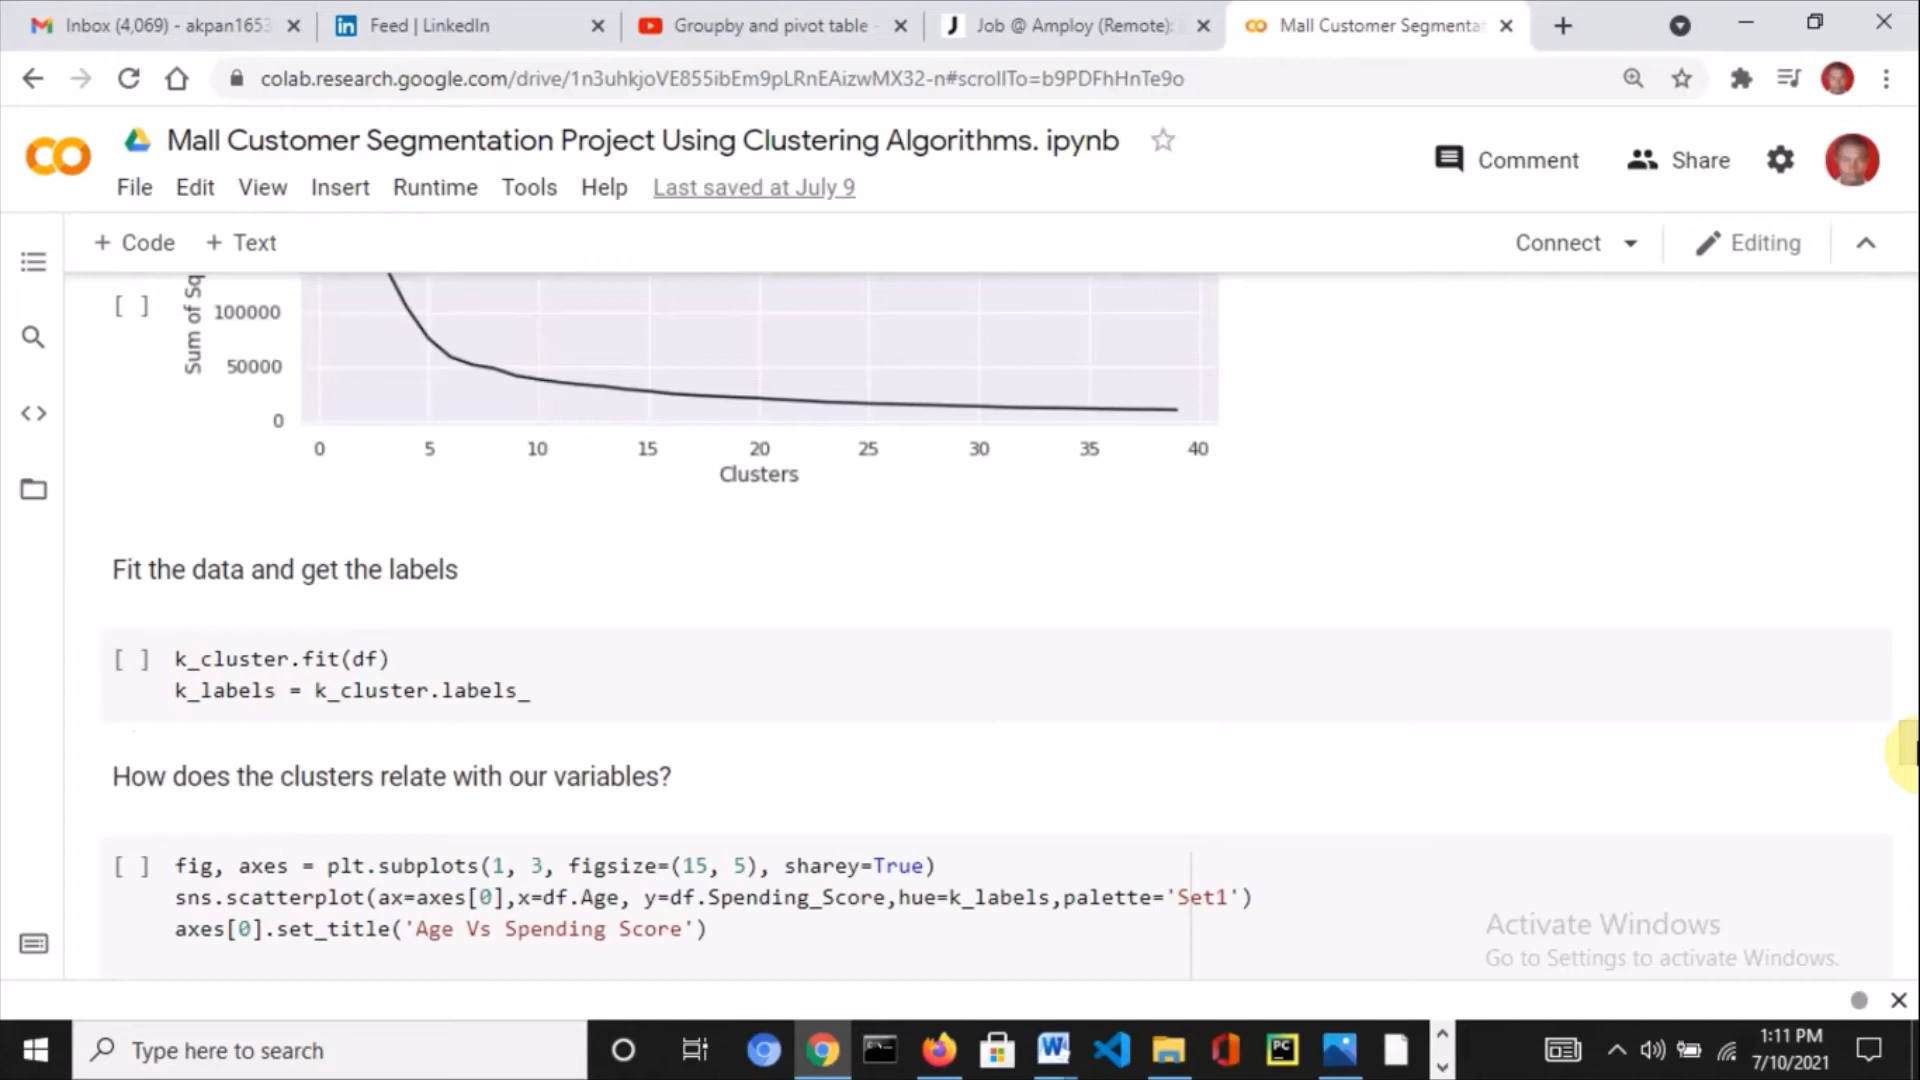 Inbox (4,069) - akpan1653
Feed | LinkedIn
Groupby and pivot table -
Job @ Amploy (Remote):
Mall Customer Segmentat
colab.research.google.com/drive/1n3uhkjoVE855ibEm9pLRnEAizwMX32-n#scrollTo=b9PDFhHnTe9o
Mall Customer Segmentation Project Using Clustering Algorithms. ipynb
Comment
Share
File Edit View Insert Runtime Tools Help Last saved at July 9
+ Code + Text
Connect
Editing
[ ]
Sum of Sq
100000
50000
0
0 5 10 15 20 25 30 35 40
Clusters
Fit the data and get the labels
[ ] k_cluster.fit(df)
k_labels = k_cluster.labels_
How does the clusters relate with our variables?
[ ] fig, axes = plt.subplots(1, 3, figsize=(15, 5), sharey=True)
sns.scatterplot(ax=axes[0],x=df.Age, y=df.Spending_Score,hue=k_labels,palette='Set1')
axes[0].set_title('Age Vs Spending Score')
Activate Windows
Go to Settings to activate Windows.
Type here to search
1:11 PM
7/10/2021